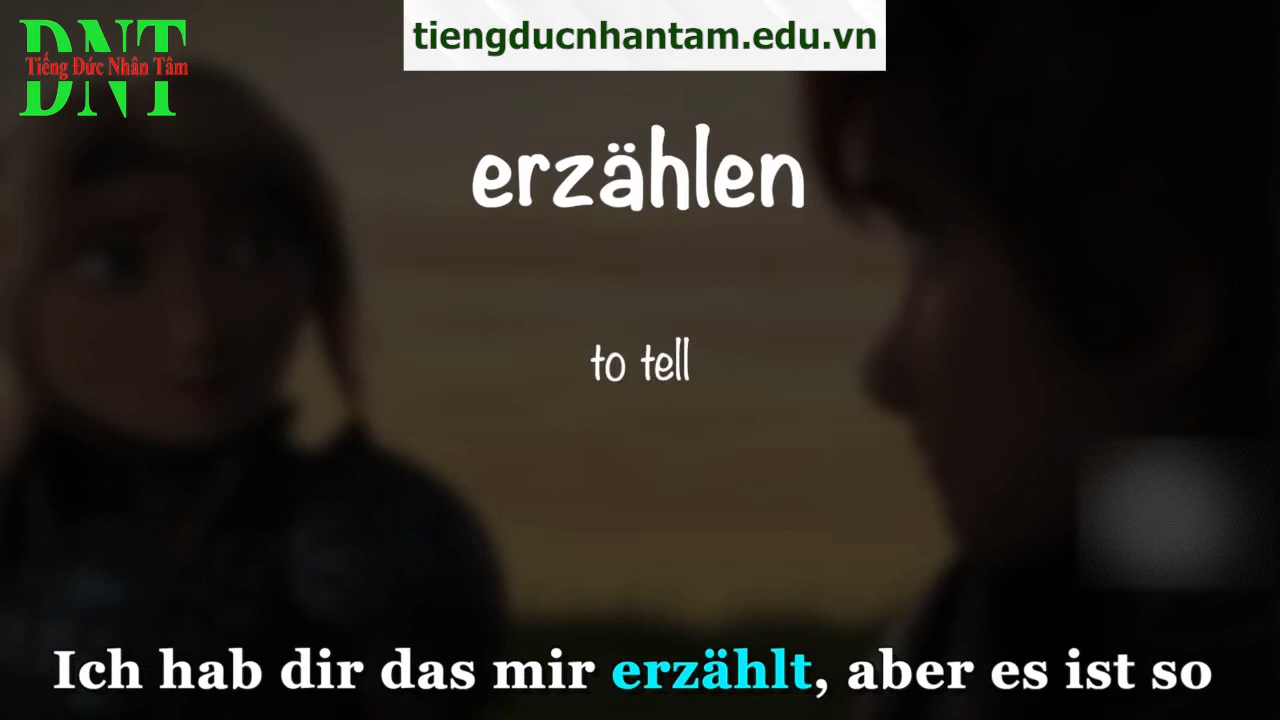 DNT
Tiếng Đức Nhân Tâm
tiengducnhantam.edu.vn
erzählen
to tell
Ich hab dir das mir erzählt, aber es ist so